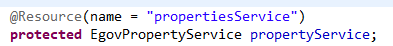 @Resource(name = "propertiesService")
protected EgovPropertyService propertyService;